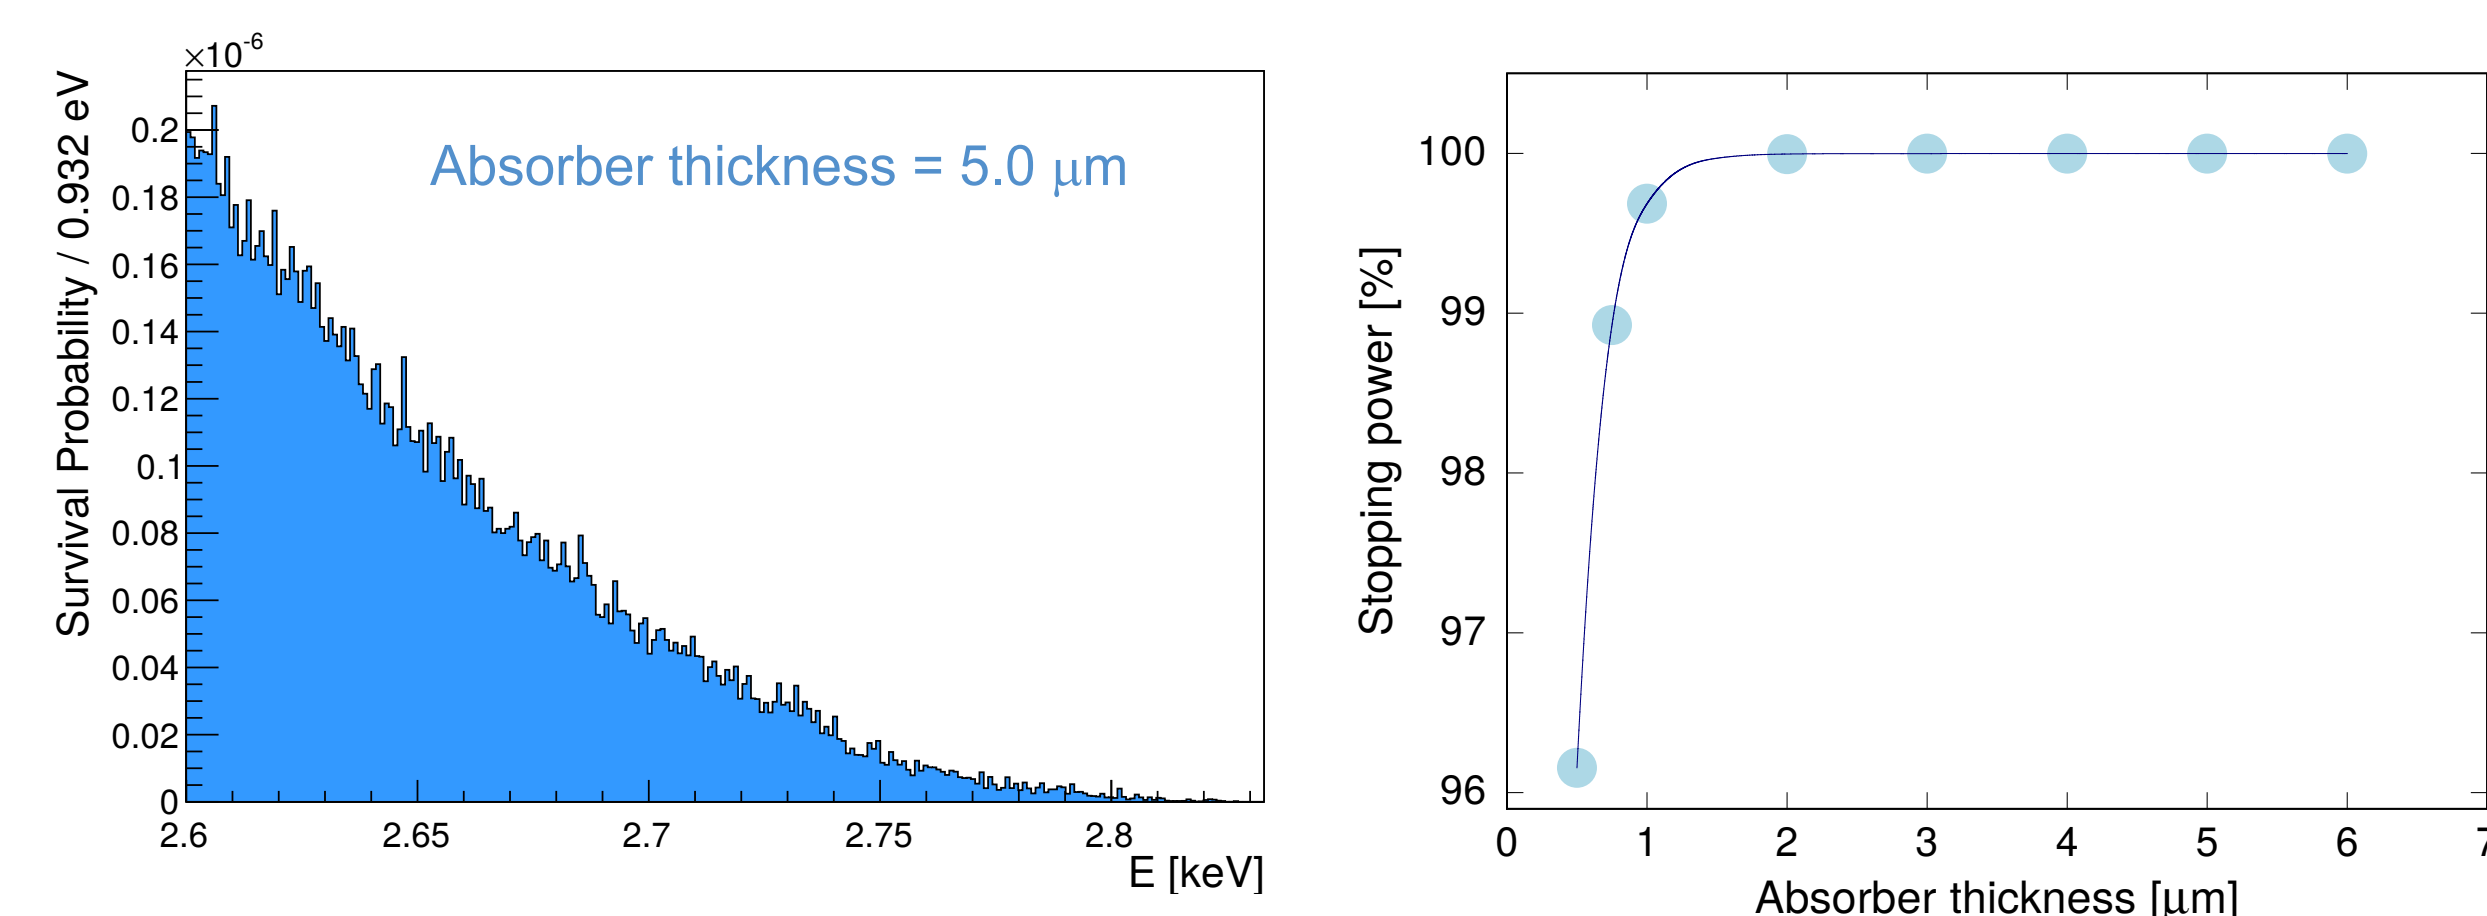 ×10-6
Survival Probability / 0.932 eV
0.2
0.18
0.16
0.14
0.12
0.1
0.08
0.06
0.04
0.02
0
Absorber thickness = 5.0 μm
2.6 2.65 2.7 2.75 2.8
E [keV]
Stopping power [%]
100
99
98
97
96
0 1 2 3 4 5 6 7
Absorber thickness [μm]